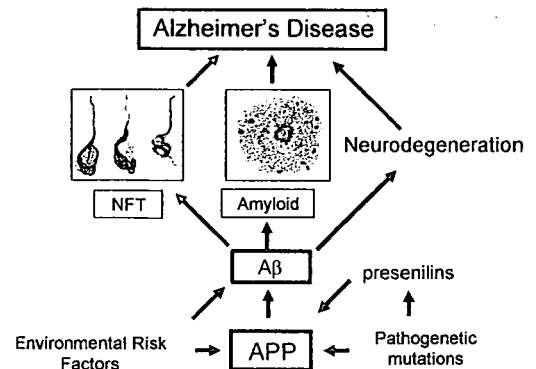 Alzheimer's Disease
Neurodegeneration
NFT
Amyloid
Aβ
presenilins
Environmental Risk
Factors
APP
Pathogenetic
mutations